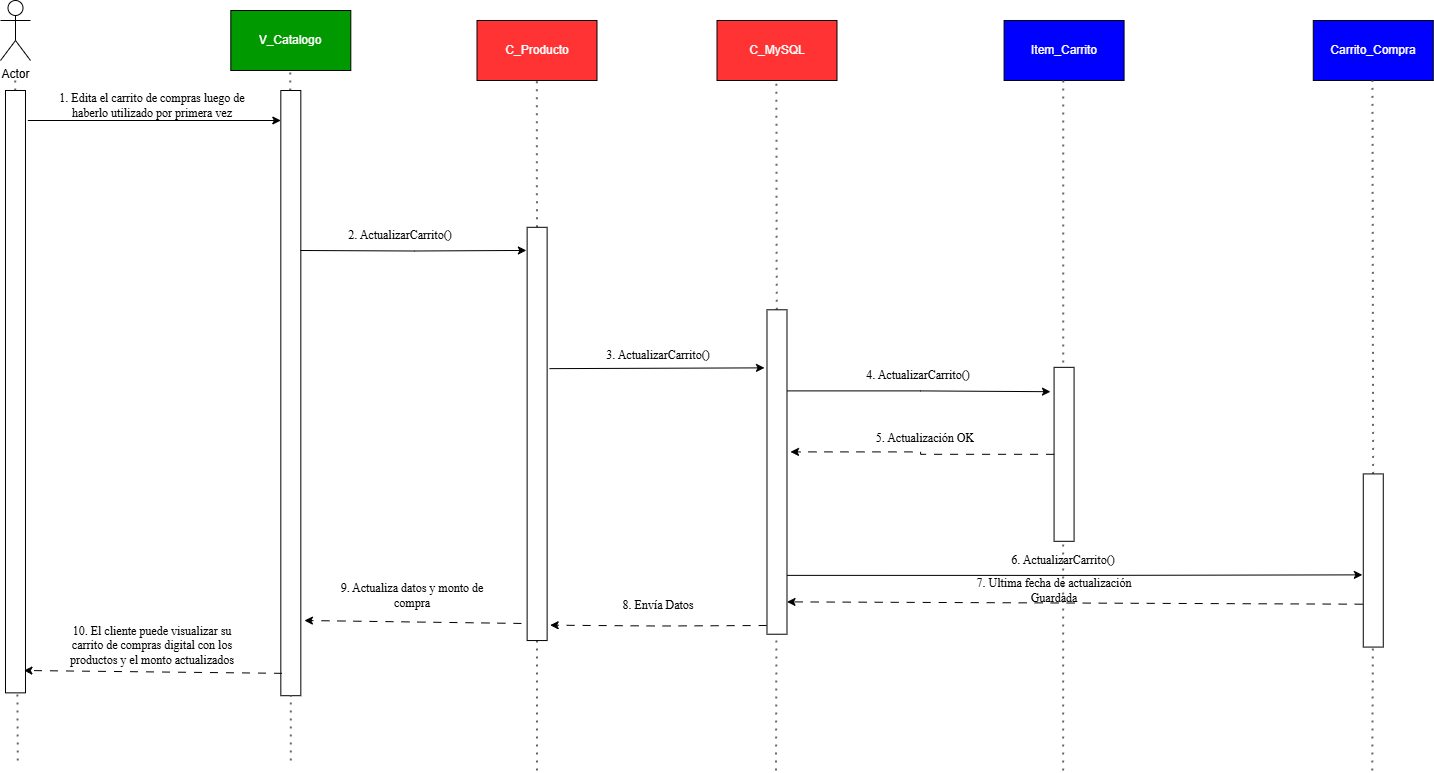 Actor
V_Catalogo
C_Producto
C_MySQL
Item_Carrito
Carrito_Compra
1. Edita el carrito de compras luego de
haberlo utilizado por primera vez
2. ActualizarCarrito()
3. ActualizarCarrito()
4. ActualizarCarrito()
5. Actualización OK
6. ActualizarCarrito()
7. Ultima fecha de actualización
Guardada
8. Envía Datos
9. Actualiza datos y monto de
compra
10. El cliente puede visualizar su
carrito de compras digital con los
productos y el monto actualizados